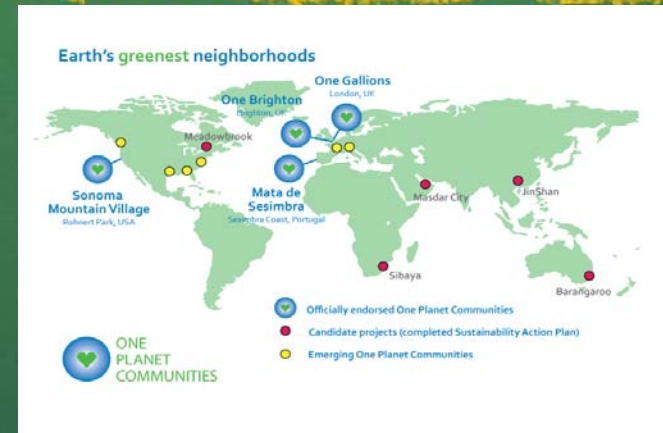 Earth's greenest neighborhoods
One Gallions
London, UK
One Brighton
Brighton, UK
Meadowbrook
Sonoma
Mountain Village
Rohnert Park, USA
Mata de
Sesimbra
Sesimbra Coast, Portugal
Masdar City
JinShan
Sibaya
Barangaroo
Officially endorsed One Planet Communities
Candidate projects (completed Sustainability Action Plan)
Emerging One Planet Communities
ONE
PLANET
COMMUNITIES